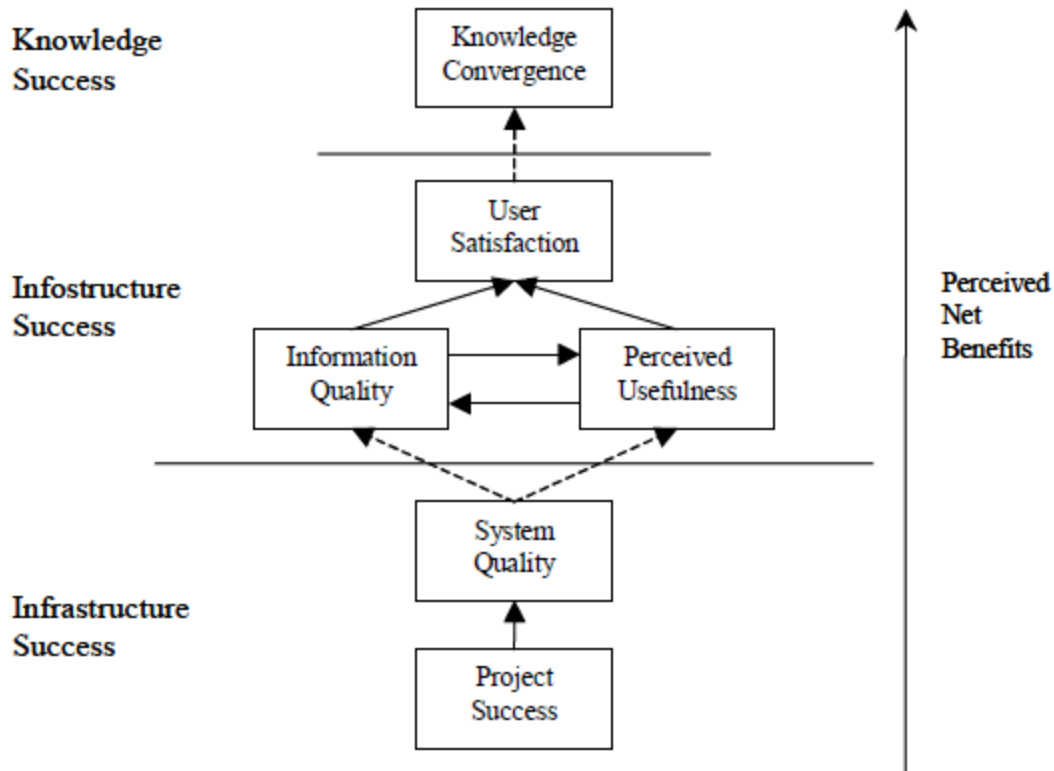 Knowledge
Success
Knowledge
Convergence
User
Satisfaction
Infostructure
Success
Perceived
Net
Benefits
Information
Quality
Perceived
Usefulness
System
Quality
Infrastructure
Success
Project
Success